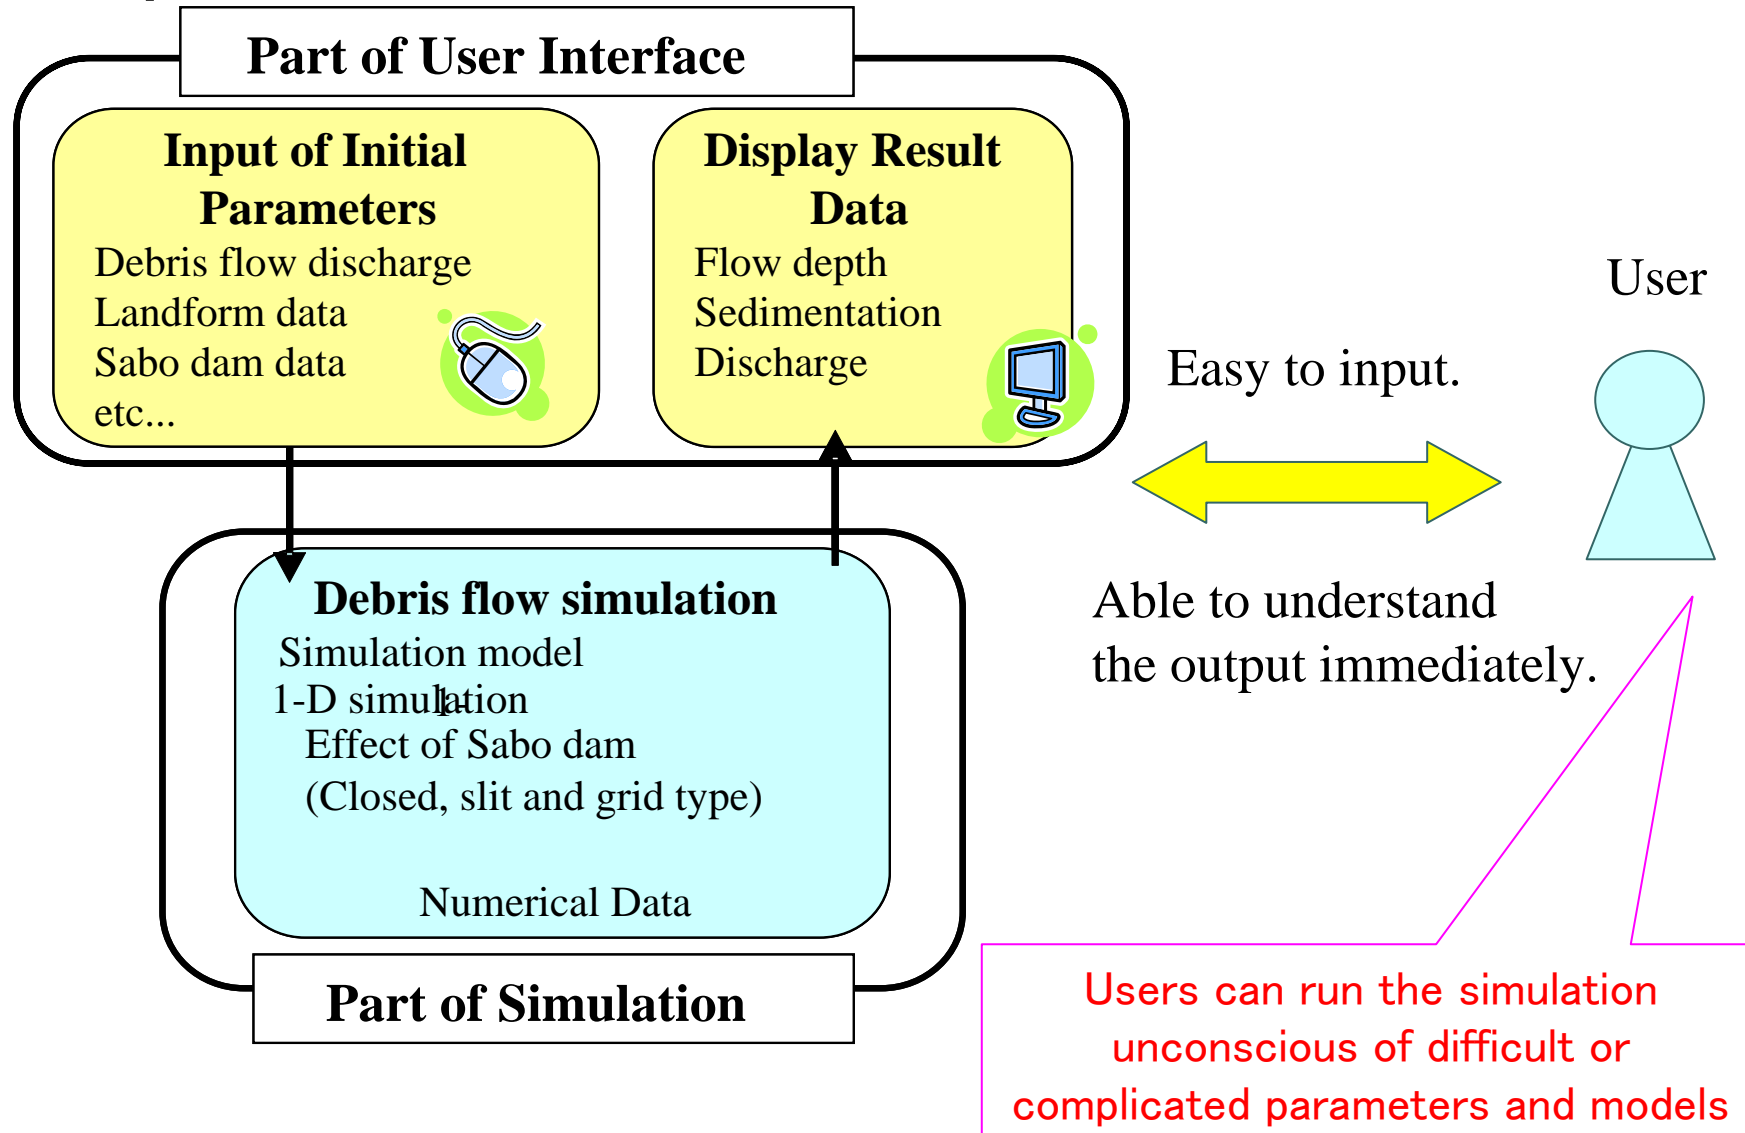 Part of User Interface
Input of Initial
Parameters
Debris flow discharge
Landform data
Sabo dam data
etc...
Display Result
Data
Flow depth
Sedimentation
Discharge
User
Easy to input.
Able to understand
the output immediately.
Debris flow simulation
Simulation model
1-D simulation
1-
Effect of Sabo dam
(Closed, slit and grid type)
Numerical Data
Part of Simulation
Users can run the simulation
unconscious of difficult or
complicated parameters and models